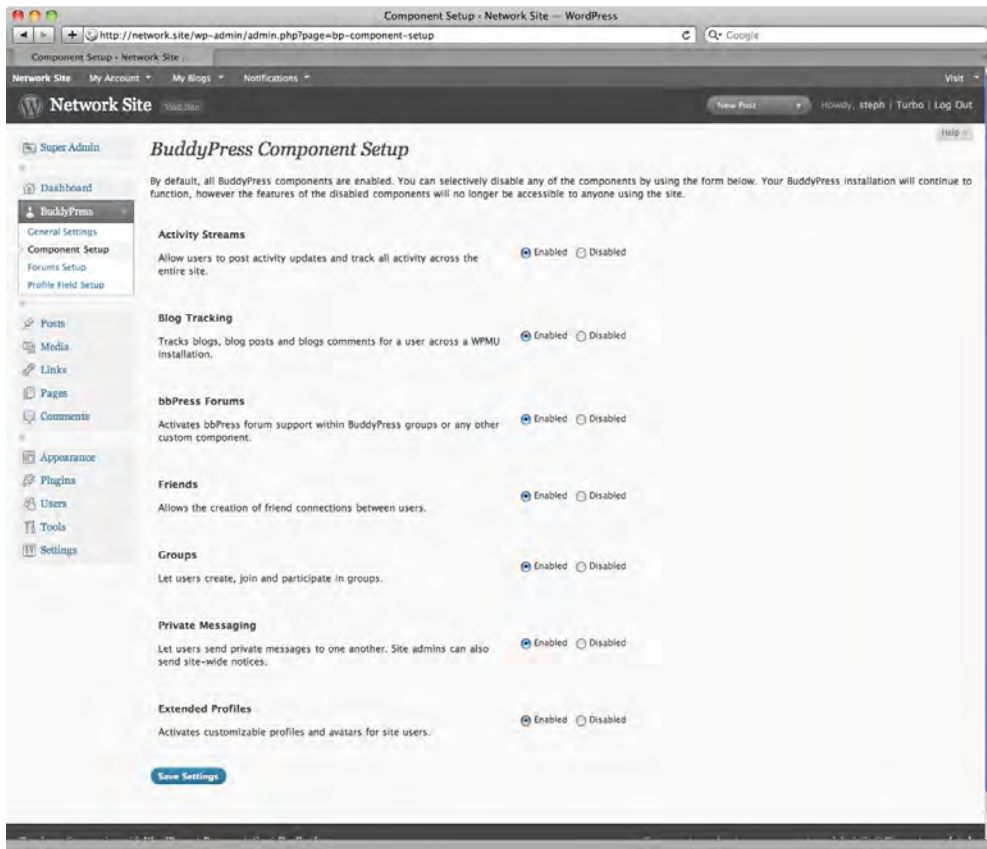 Component Setup ‹ Network Site — WordPress
http://network.site/wp-admin/admin.php?page=bp-component-setup
Google
Component Setup ‹ Network Site ...
Network Site My Account My Blogs Notifications Visit
Network Site Visit Site New Post Howdy, steph | Turbo | Log Out
Help
Super Admin
Dashboard
BuddyPress
General Settings
Component Setup
Forums Setup
Profile Field Setup
Posts
Media
Links
Pages
Comments
Appearance
Plugins
Users
Tools
Settings
BuddyPress Component Setup
By default, all BuddyPress components are enabled. You can selectively disable any of the components by using the form below. Your BuddyPress installation will continue to
function, however the features of the disabled components will no longer be accessible to anyone using the site.
Activity Streams
Allow users to post activity updates and track all activity across the
entire site.
Enabled Disabled
Blog Tracking
Tracks blogs, blog posts and blogs comments for a user across a WPMU
installation.
Enabled Disabled
bbPress Forums
Activates bbPress forum support within BuddyPress groups or any other
custom component.
Enabled Disabled
Friends
Allows the creation of friend connections between users.
Enabled Disabled
Groups
Let users create, join and participate in groups.
Enabled Disabled
Private Messaging
Let users send private messages to one another. Site admins can also
send site-wide notices.
Enabled Disabled
Extended Profiles
Activates customizable profiles and avatars for site users.
Enabled Disabled
Save Settings